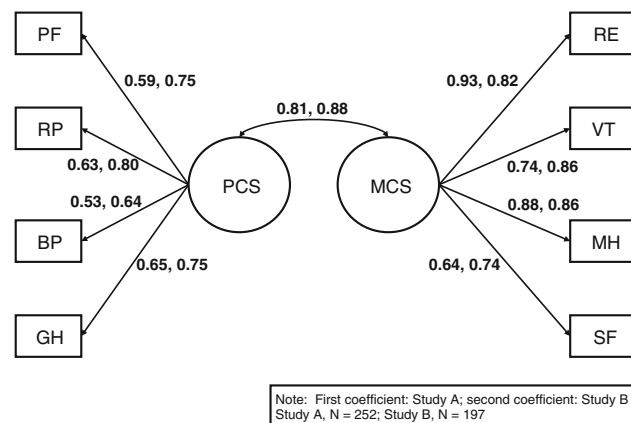 PF
RE
0.59, 0.75
0.93, 0.82
0.81, 0.88
RP
VT
0.63, 0.80
0.74, 0.86
PCS
MCS
0.53, 0.64
0.88, 0.86
BP
MH
0.65, 0.75
0.64, 0.74
GH
SF
Note: First coefficient: Study A; second coefficient: Study B
Study A, N = 252; Study B, N = 197